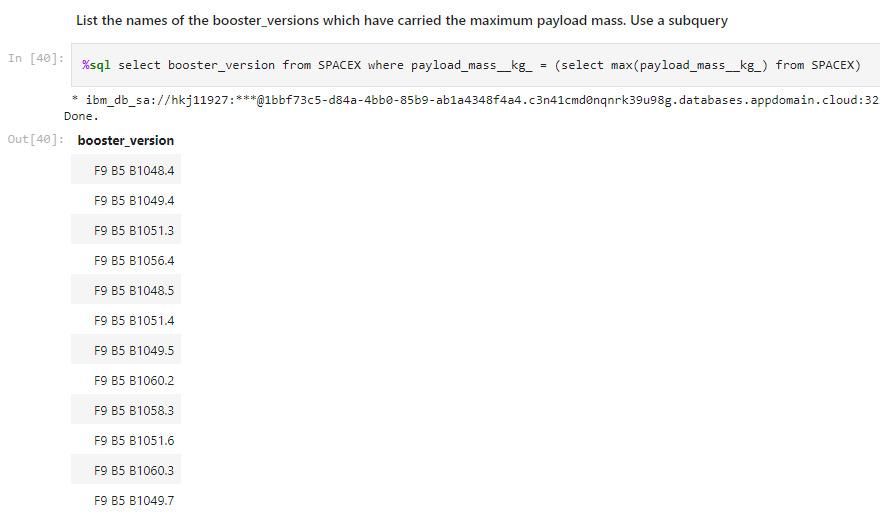 List the names of the booster_versions which have carried the maximum payload mass. Use a subquery
In [40]: %sql select booster_version from SPACEX where payload_mass__kg_ = (select max(payload_mass__kg_) from SPACEX)
* ibm_db_sa://hkj11927:***@1bbf73c5-d84a-4bb0-85b9-ab1a4348f4a4.c3n41cmd0nqnrk39u98g.databases.appdomain.cloud:32
Done.
Out[40]: booster_version
F9 B5 B1048.4
F9 B5 B1049.4
F9 B5 B1051.3
F9 B5 B1056.4
F9 B5 B1048.5
F9 B5 B1051.4
F9 B5 B1049.5
F9 B5 B1060.2
F9 B5 B1058.3
F9 B5 B1051.6
F9 B5 B1060.3
F9 B5 B1049.7